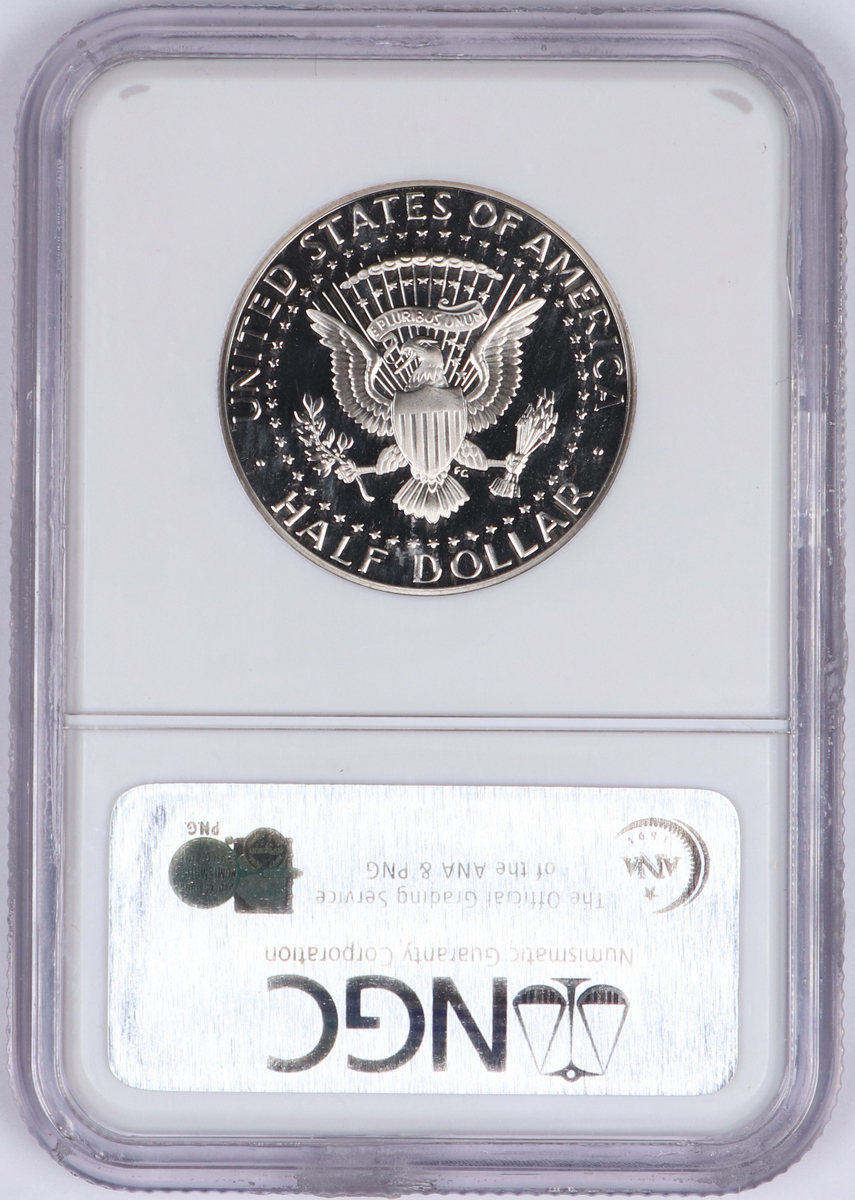 UNITED STATES OF AMERICA
E PLURIBUS UNUM
FG
HALF DOLLAR
NGC
Numismatic Guaranty Corporation
The Official Grading Service
of the ANA & PNG
ANA
1891
PNG